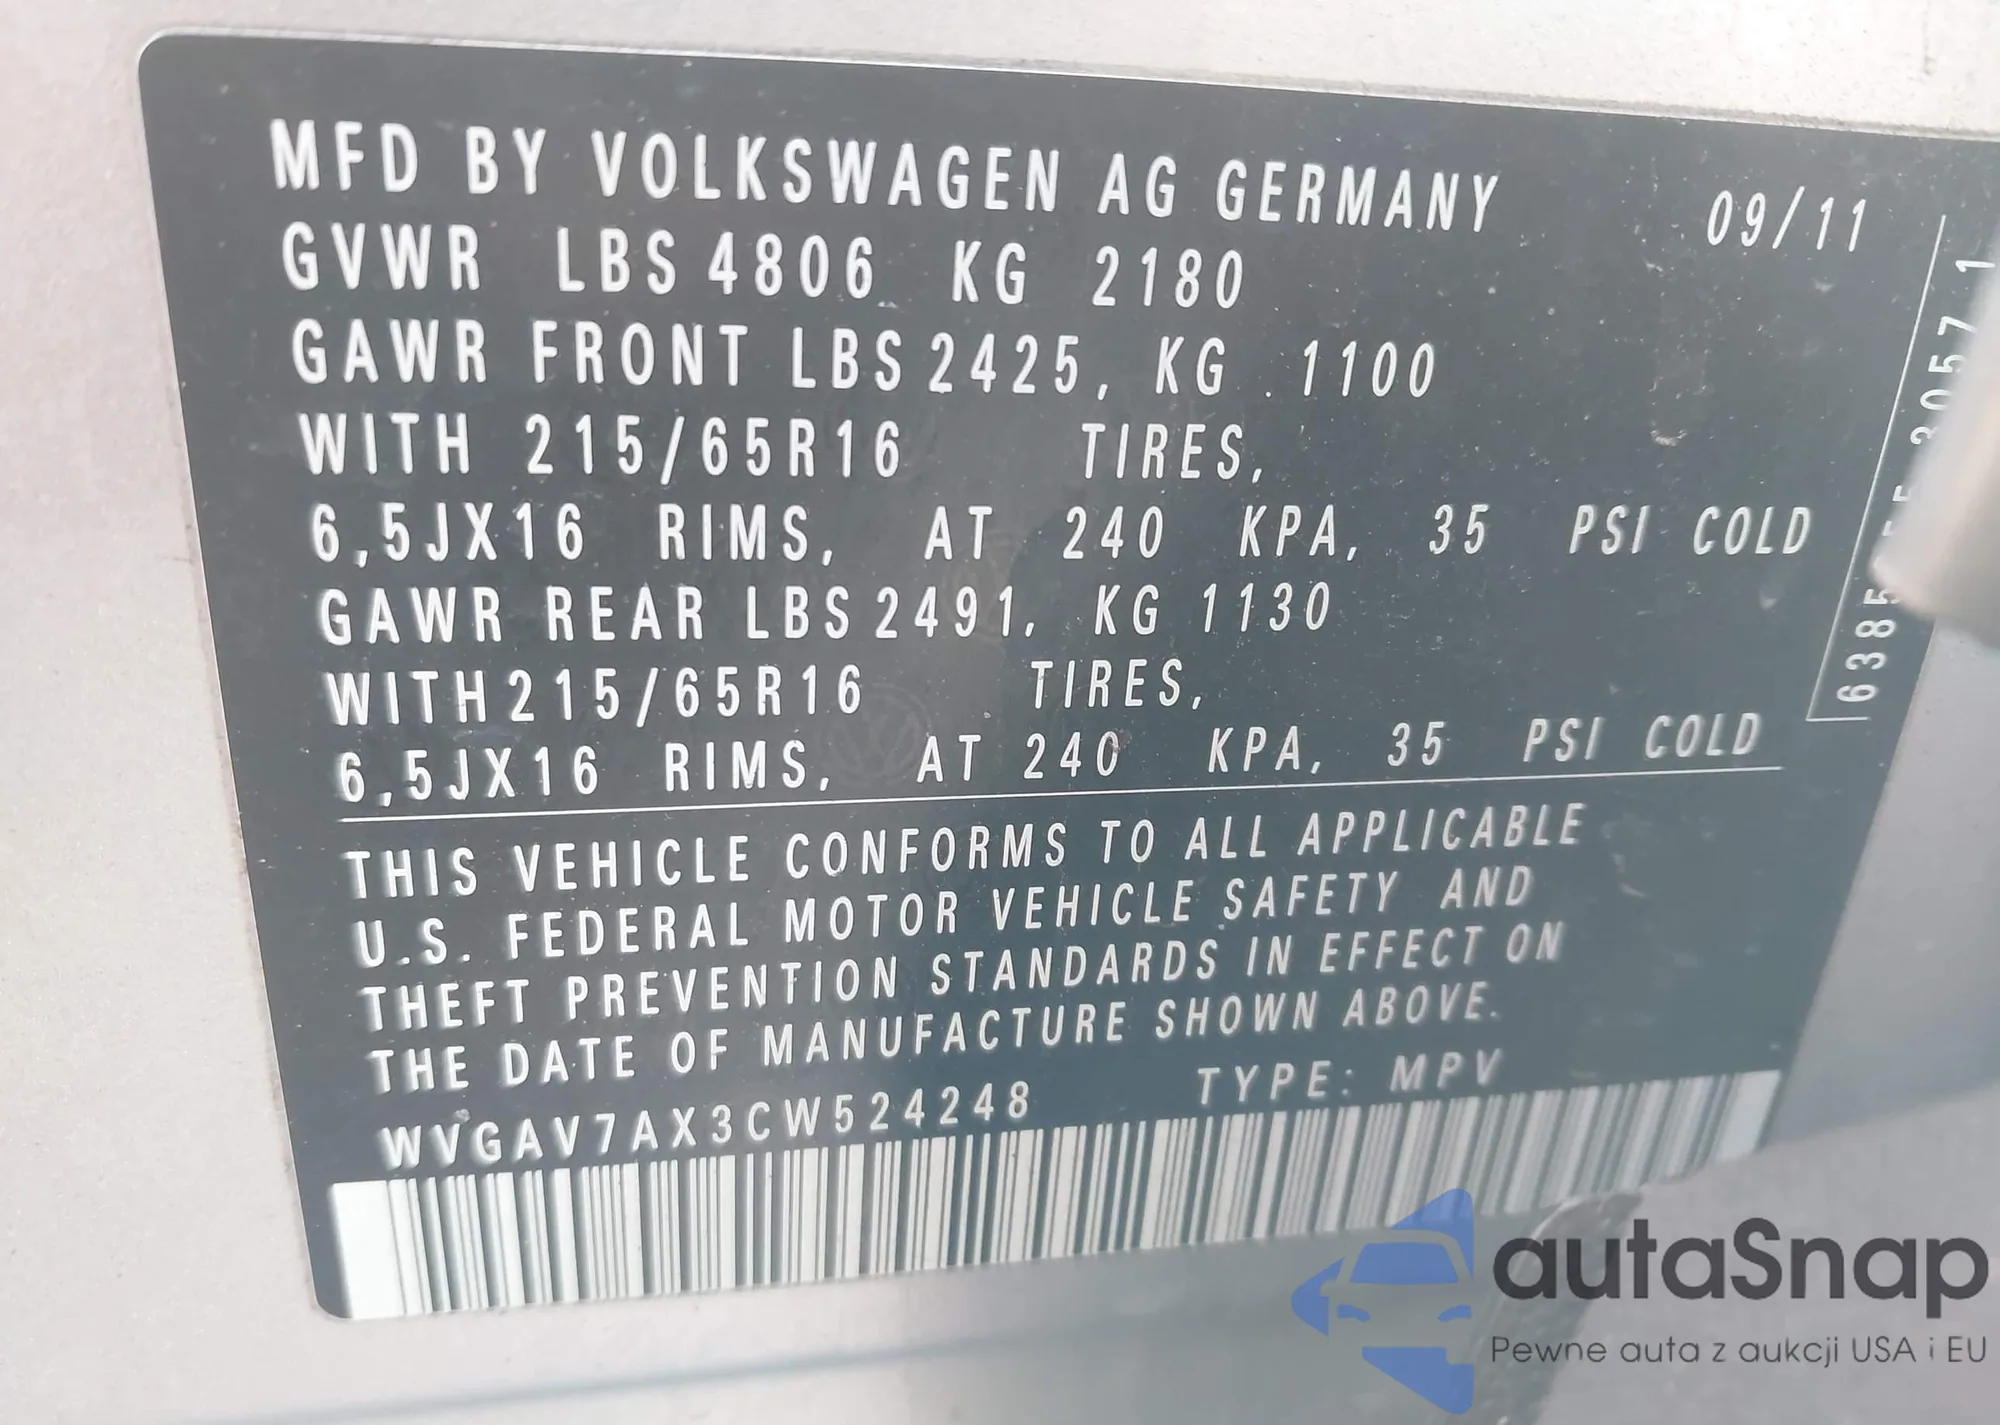 MFD BY VOLKSWAGEN AG GERMANY 09/11
GVWR LBS 4806 KG 2180
GAWR FRONT LBS 2425, KG 1100
WITH 215/65R16 TIRES,
6,5JX16 RIMS, AT 240 KPA, 35 PSI COLD
GAWR REAR LBS 2491, KG 1130
WITH 215/65R16 TIRES,
6,5JX16 RIMS, AT 240 KPA, 35 PSI COLD
THIS VEHICLE CONFORMS TO ALL APPLICABLE
U.S. FEDERAL MOTOR VEHICLE SAFETY AND
THEFT PREVENTION STANDARDS IN EFFECT ON
THE DATE OF MANUFACTURE SHOWN ABOVE.
WVGAV7AX3CW524248 TYPE: MPV
autaSnap
Pewne auta z aukcji USA i EU